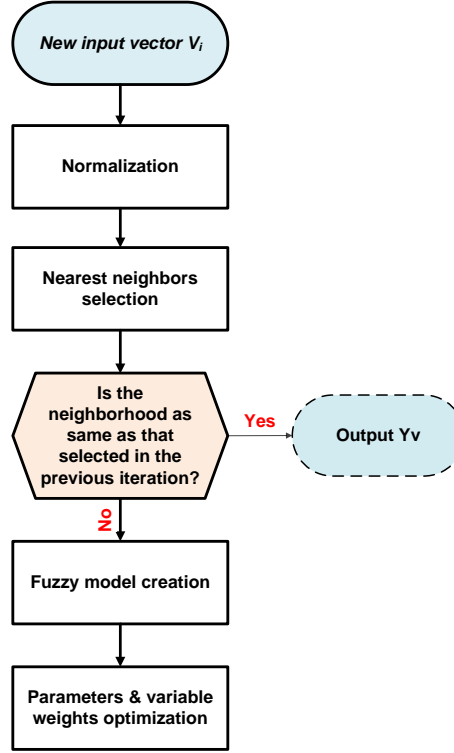 New input vector Vi
Normalization
Nearest neighbors
selection
Is the
neighborhood as
same as that
selected in the
previous iteration?
Yes
Output Yv
No
Fuzzy model creation
Parameters & variable
weights optimization